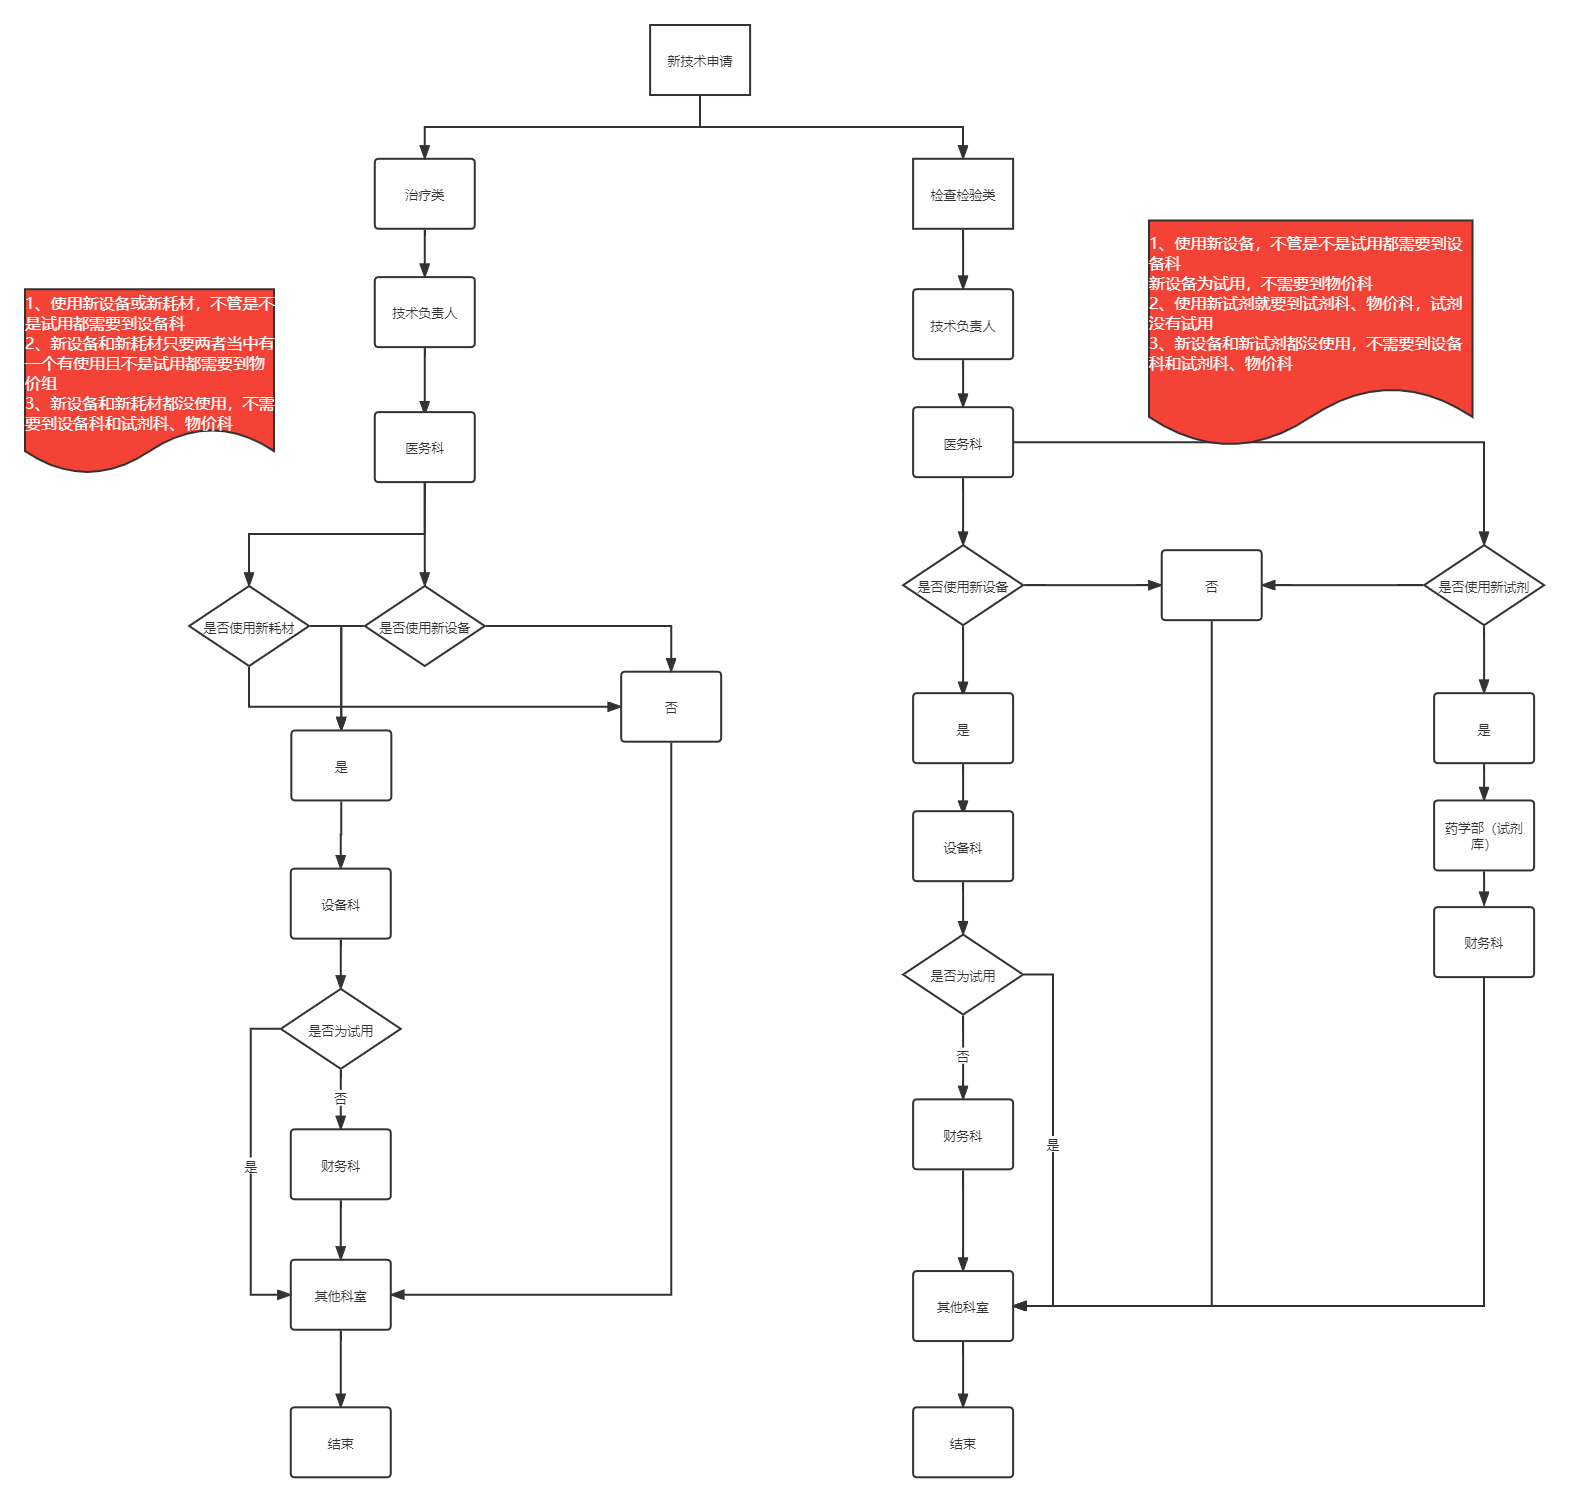 新技术申请
治疗类
检查检验类
1、使用新设备，不管是不是试用都需要到设
备科
新设备为试用，不需要到物价科
2、使用新试剂就要到试剂科、物价科，试剂
没有试用
3、新设备和新试剂都没使用，不需要到设备
科和试剂科、物价科
1、使用新设备或新耗材，不管是不
是试用都需要到设备科
2、新设备和新耗材只要两者当中有
一个有使用且不是试用都需要到物
价组
3、新设备和新耗材都没使用，不需
要到设备科和试剂科、物价科
技术负责人
技术负责人
医务科
医务科
是否使用新耗材
是否使用新设备
否
是
设备科
是否为试用
否
是
财务科
其他科室
结束
是否使用新设备
否
是否使用新试剂
是
是
设备科
药学部（试剂
库）
是否为试用
财务科
否
是
财务科
其他科室
结束